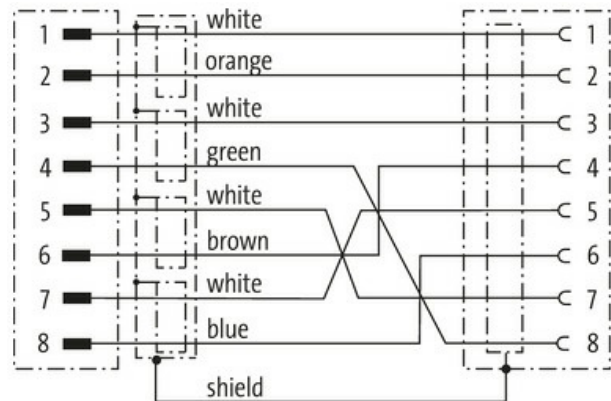 white
1 1
orange
2 2
white
3 3
green
4 4
white
5 5
brown
6 6
white
7 7
blue
8 8
shield